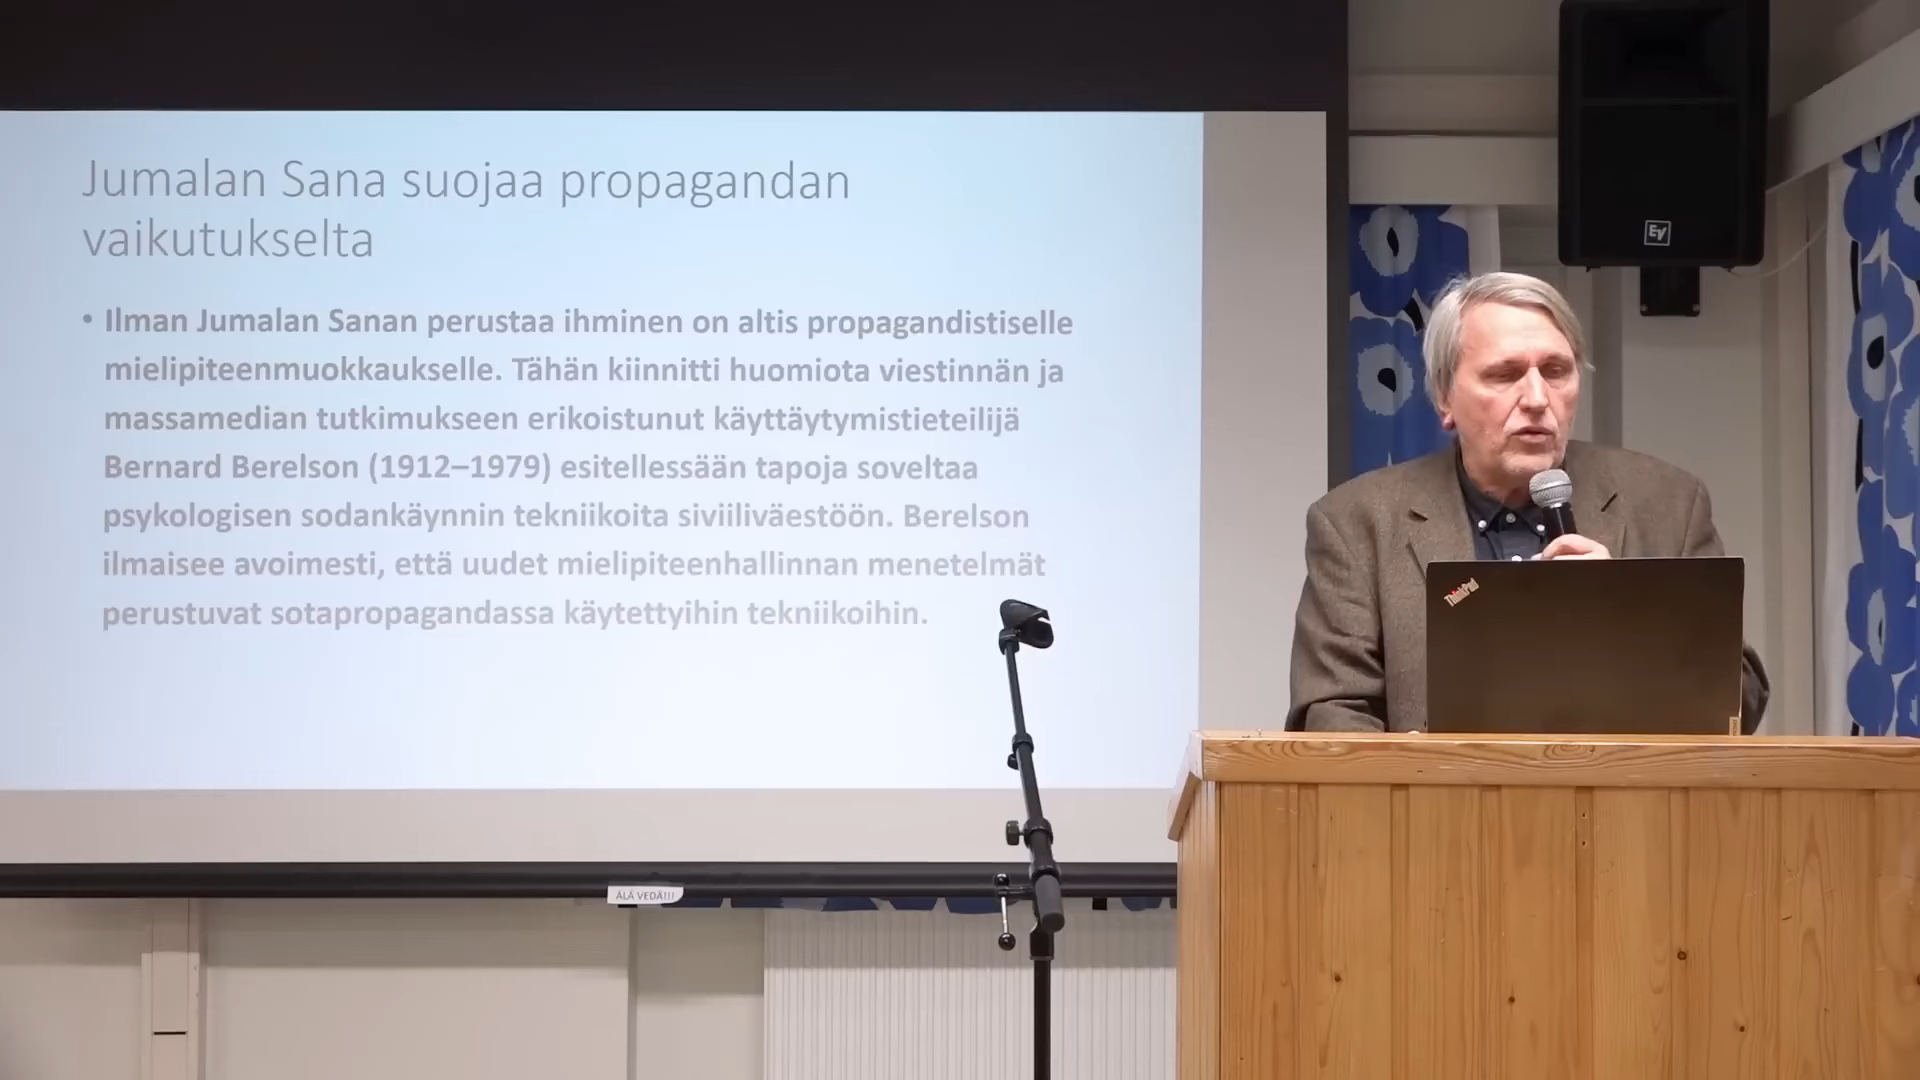 Jumalan Sana suojaa propagandan
vaikutukselta
• Ilman Jumalan Sanan perustaa ihminen on altis propagandistiselle
mielipiteenmuokkaukselle. Tähän kiinnitti huomiota viestinnän ja
massamedian tutkimukseen erikoistunut käyttäytymistieteilijä
Bernard Berelson (1912–1979) esitellessään tapoja soveltaa
psykologisen sodankäynnin tekniikoita siviiliväestöön. Berelson
ilmaisee avoimesti, että uudet mielipiteenhallinnan menetelmät
perustuvat sotapropagandassa käytettyihin tekniikoihin.
EV
ThinkPad
ÄLÄ VEDÄ!!!